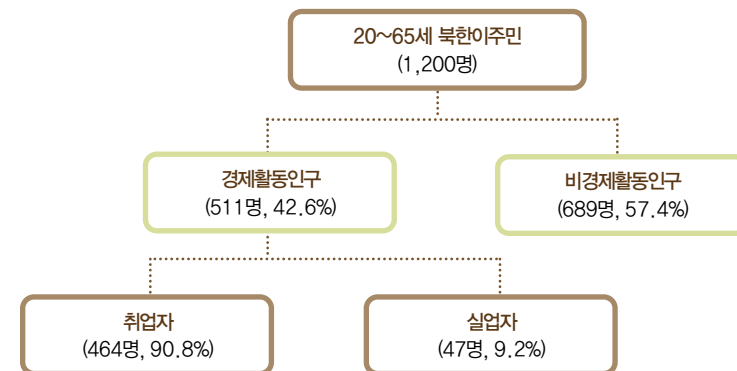 20~65세 북한이주민
(1,200명)
경제활동인구
(511명, 42.6%)
비경제활동인구
(689명, 57.4%)
취업자
(464명, 90.8%)
실업자
(47명, 9.2%)